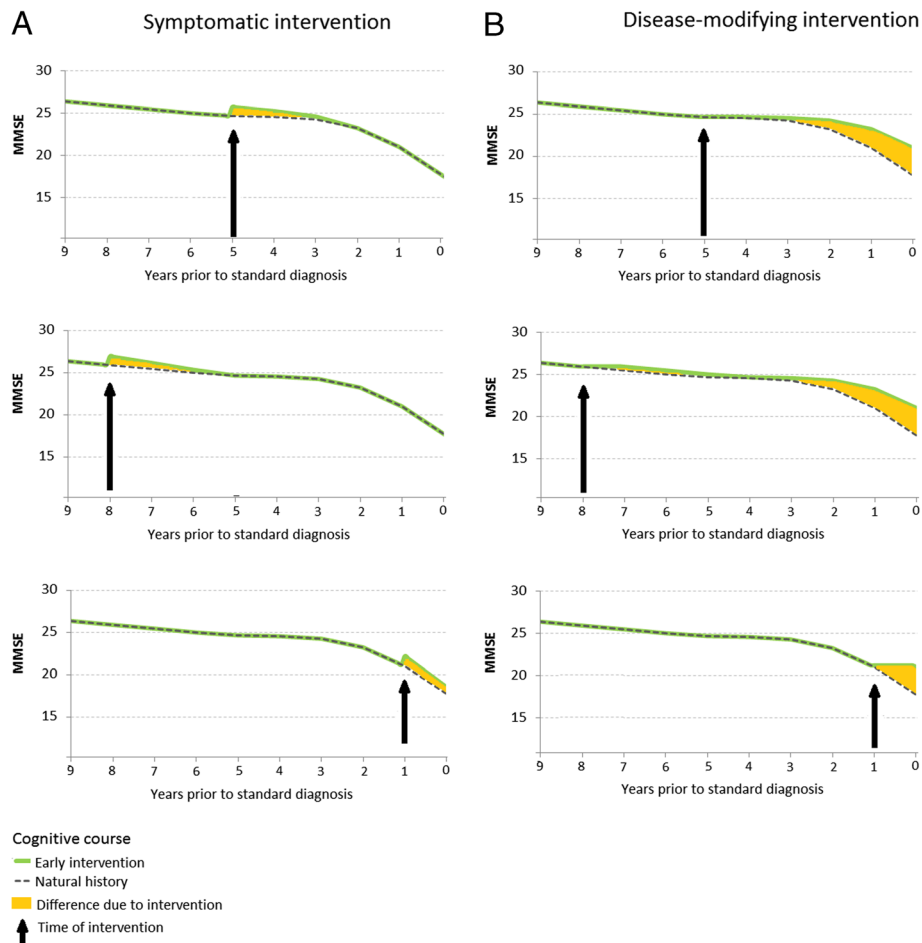 A
Symptomatic intervention
B
Disease-modifying intervention
30
25
20
15
MMSE
9 8 7 6 5 4 3 2 1 0
Years prior to standard diagnosis
30
25
20
15
MMSE
9 8 7 6 5 4 3 2 1 0
Years prior to standard diagnosis
30
25
20
15
MMSE
9 8 7 6 5 4 3 2 1 0
Years prior to standard diagnosis
30
25
20
15
MMSE
9 8 7 6 5 4 3 2 1 0
Years prior to standard diagnosis
30
25
20
15
MMSE
9 8 7 6 5 4 3 2 1 0
Years prior to standard diagnosis
30
25
20
15
MMSE
9 8 7 6 5 4 3 2 1 0
Years prior to standard diagnosis
Cognitive course
Early intervention
Natural history
Difference due to intervention
Time of intervention